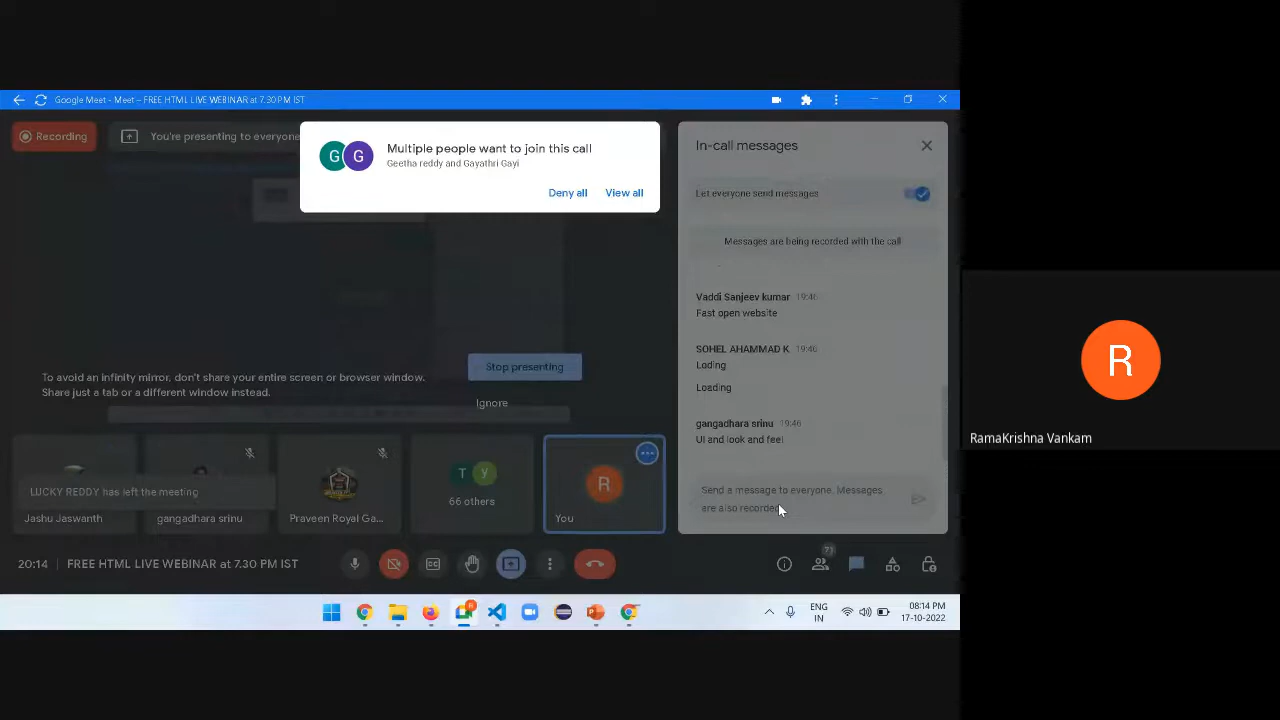 Google Meet - Meet – FREE HTML LIVE WEBINAR at 7.30 PM IST
Recording
You're presenting to everyone
G G
Multiple people want to join this call
Geetha reddy and Gayathri Gayi
Deny all
View all
In-call messages
Let everyone send messages
Messages are being recorded with the call
Vaddi Sanjeev kumar 19:46
Fast open website
SOHEL AHAMMAD K 19:46
Loding
Loading
gangadhara srinu 19:46
UI and look and feel
Send a message to everyone. Messages
are also recorded
Stop presenting
To avoid an infinity mirror, don't share your entire screen or browser window.
Share just a tab or a different window instead.
Ignore
LUCKY REDDY has left the meeting
Jashu Jaswanth
gangadhara srinu
Praveen Royal Ga...
T y
66 others
R
You
20:14 | FREE HTML LIVE WEBINAR at 7.30 PM IST
71
R
RamaKrishna Vankam
ENG
IN
08:14 PM
17-10-2022